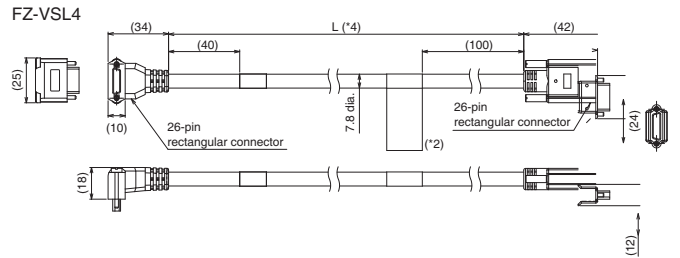 FZ-VSL4
(34)
L (*4)
(42)
(40)
(100)
(25)
(10)
26-pin
rectangular connector
7.8 dia.
(*2)
26-pin
rectangular connector
(24)
(18)
(12)